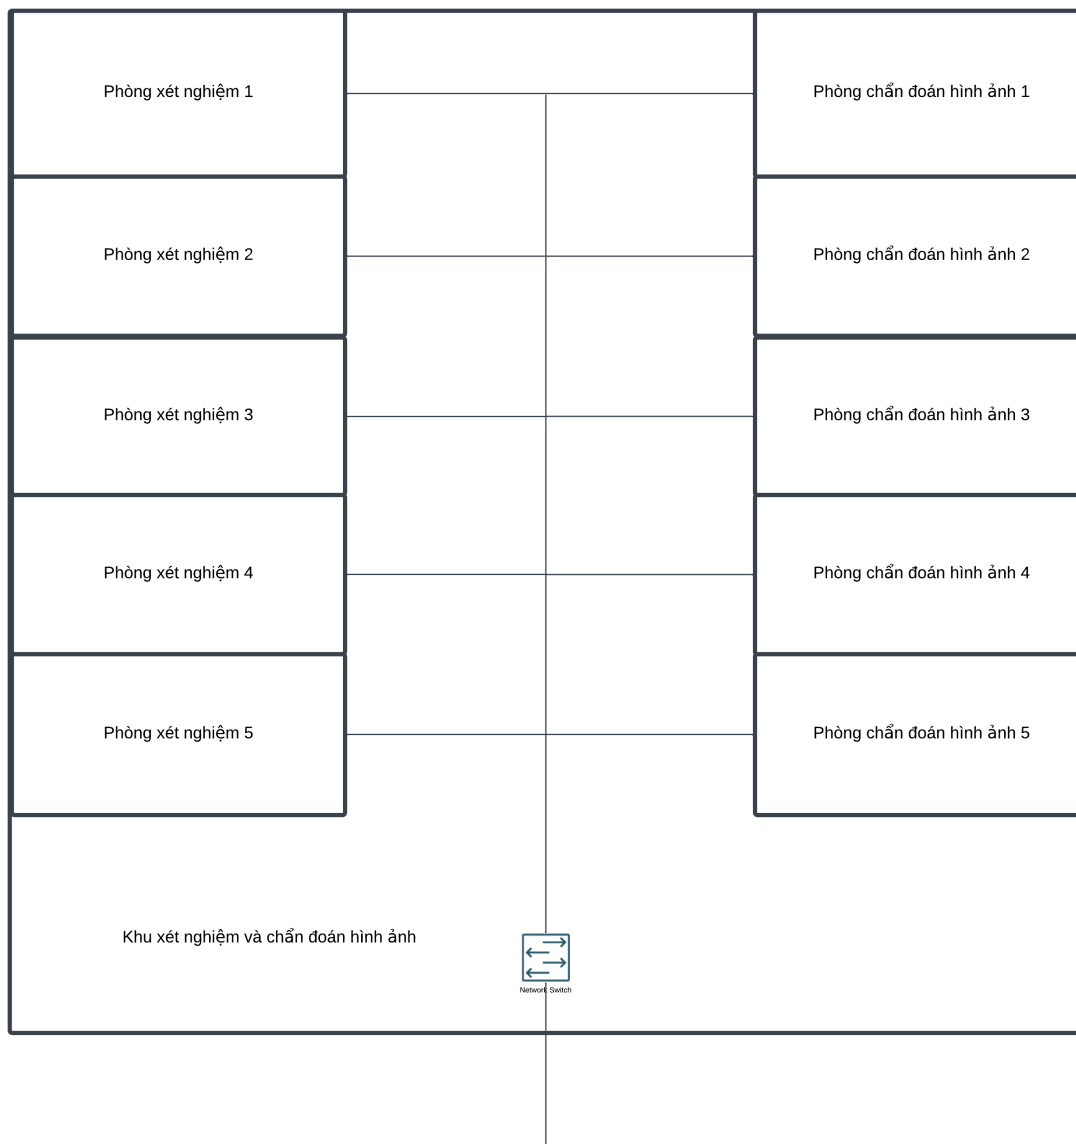 Phòng xét nghiệm 1
Phòng chẩn đoán hình ảnh 1
Phòng xét nghiệm 2
Phòng chẩn đoán hình ảnh 2
Phòng xét nghiệm 3
Phòng chẩn đoán hình ảnh 3
Phòng xét nghiệm 4
Phòng chẩn đoán hình ảnh 4
Phòng xét nghiệm 5
Phòng chẩn đoán hình ảnh 5
Khu xét nghiệm và chẩn đoán hình ảnh
Network Switch